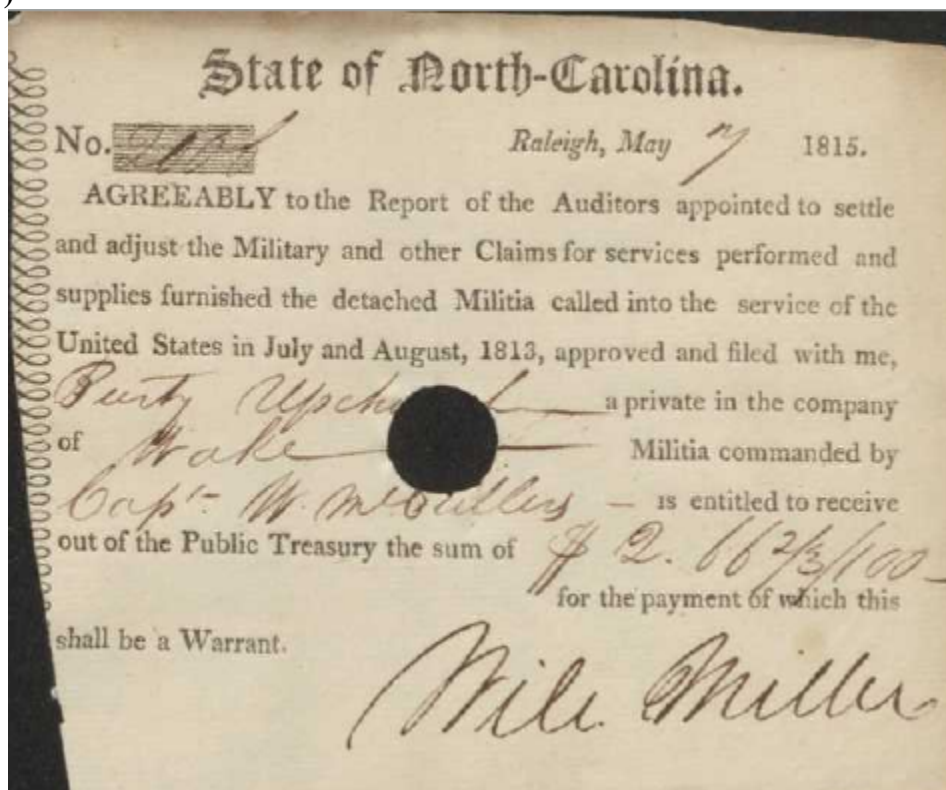 State of North-Carolina.
No. Raleigh, May 7 1815.
AGREEABLY to the Report of the Auditors appointed to settle
and adjust the Military and other Claims for services performed and
supplies furnished the detached Militia called into the service of the
United States in July and August, 1813, approved and filed with me,
a private in the company
of Wake Militia commanded by
Capt. W. McCullers — is entitled to receive
out of the Public Treasury the sum of $ 2. 66 2/3/100 —
for the payment of which this
shall be a Warrant.
Will. Miller